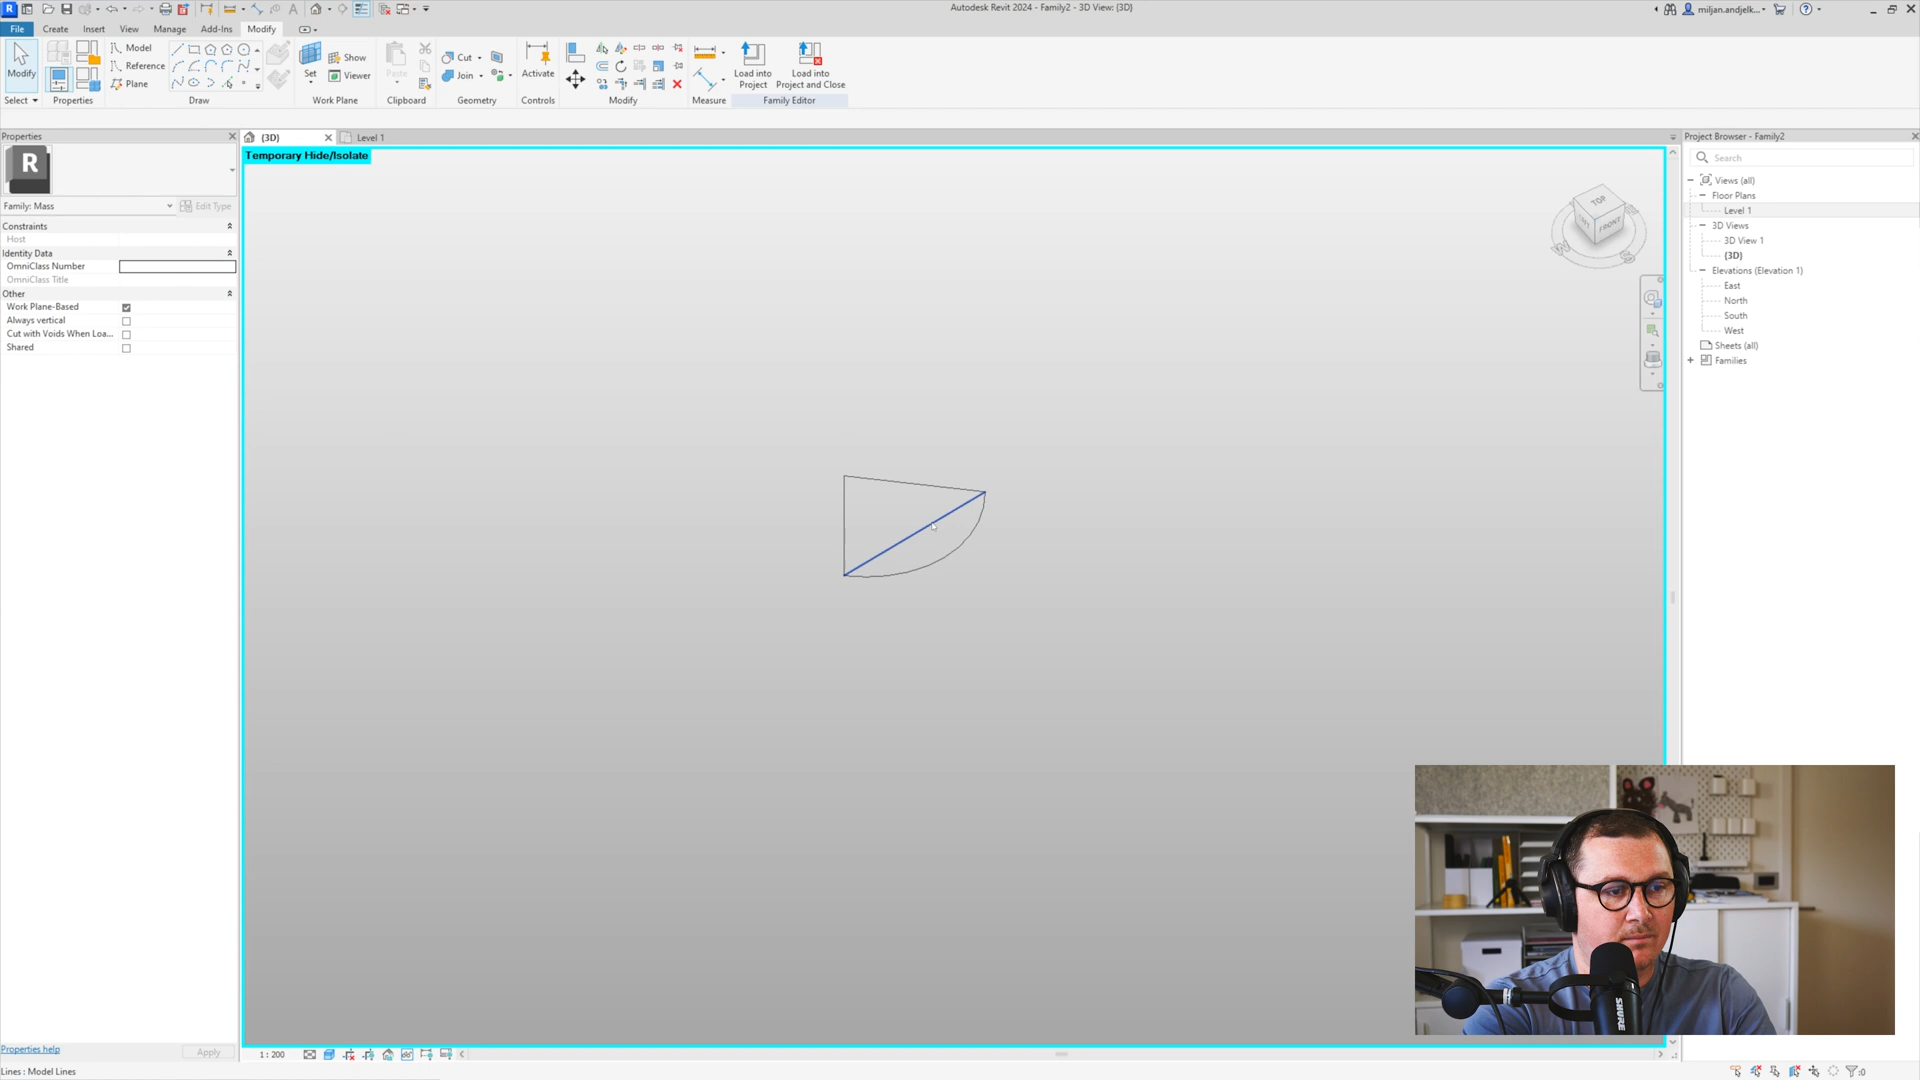 Autodesk Revit 2024 - Family2 - 3D View: {3D}
miljan.andjelk...
File
Create
Insert
View
Manage
Add-Ins
Modify
Modify
Select
Properties
Model
Reference
Plane
Draw
Set
Show
Viewer
Work Plane
Paste
Clipboard
Cut
Join
Geometry
Activate
Controls
Modify
Measure
Load into
Project
Load into
Project and Close
Family Editor
Properties
R
Family: Mass
Edit Type
Constraints
Host
Identity Data
OmniClass Number
OmniClass Title
Other
Work Plane-Based
Always vertical
Cut with Voids When Loa...
Shared
Properties help
Apply
{3D}
Level 1
Temporary Hide/Isolate
TOP
FRONT
Project Browser - Family2
Search
Views (all)
Floor Plans
Level 1
3D Views
3D View 1
{3D}
Elevations (Elevation 1)
East
North
South
West
Sheets (all)
Families
SHURE
1 : 200
Lines : Model Lines
:0